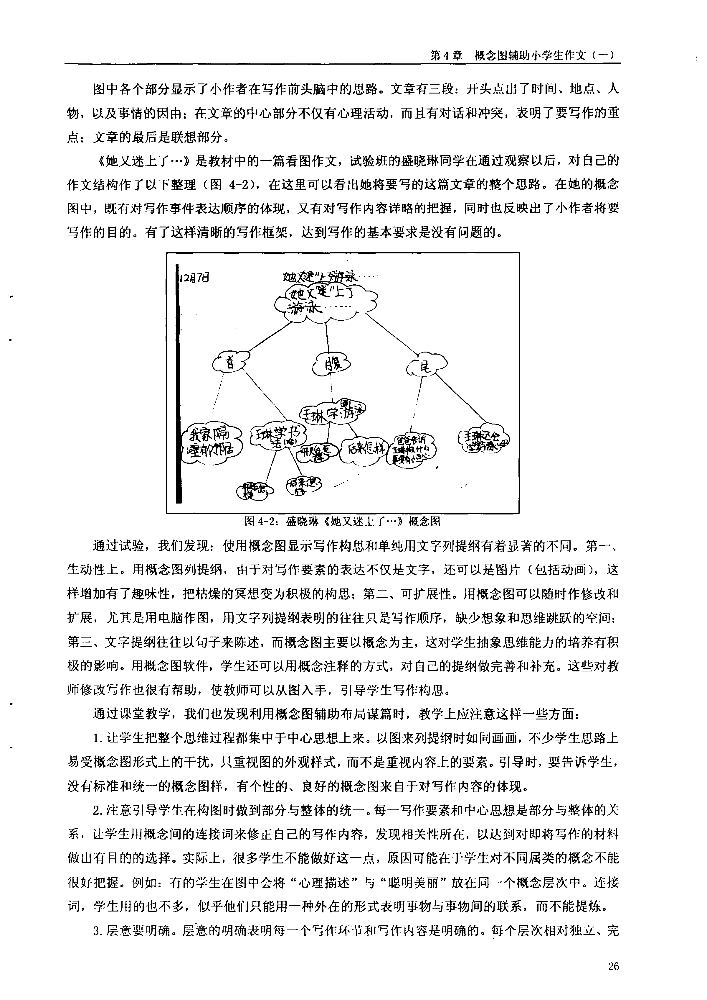 第 4 章　概念图辅助小学生作文（一）
图中各个部分显示了小作者在写作前头脑中的思路。文章有三段：开头点出了时间、地点、人
物，以及事情的因由；在文章的中心部分不仅有心理活动，而且有对话和冲突，表明了要写作的重
点；文章的最后是联想部分。
《她又迷上了…》是教材中的一篇看图作文，试验班的盛晓琳同学在通过观察以后，对自己的
作文结构作了以下整理（图 4-2），在这里可以看出她将要写的这篇文章的整个思路。在她的概念
图中，既有对写作事件表达顺序的体现，又有对写作内容详略的把握，同时也反映出了小作者将要
写作的目的。有了这样清晰的写作框架，达到写作的基本要求是没有问题的。
12月7日
她又迷"上了游泳……
她又"迷"上了
游泳……
首
腹
尾
王琳学游泳
我家隔
壁有个邻居
王琳学书
法(略)
开始怎
样
后来怎样
爸爸告诉
王琳做什么
事要有恒心
王琳还会
后来怎
样
图 4-2：盛晓琳《她又迷上了…》概念图
通过试验，我们发现：使用概念图显示写作构思和单纯用文字列提纲有着显著的不同。第一、
生动性上。用概念图列提纲，由于对写作要素的表达不仅是文字，还可以是图片（包括动画），这
样增加有了趣味性，把枯燥的冥想变为积极的构思；第二、可扩展性。用概念图可以随时作修改和
扩展，尤其是用电脑作图，用文字列提纲表明的往往只是写作顺序，缺少想象和思维跳跃的空间；
第三、文字提纲往往以句子来陈述，而概念图主要以概念为主，这对学生抽象思维能力的培养有积
极的影响。用概念图软件，学生还可以用概念注释的方式，对自己的提纲做完善和补充。这些对教
师修改写作也很有帮助，使教师可以从图入手，引导学生写作构思。
通过课堂教学，我们也发现利用概念图辅助布局谋篇时，教学上应注意这样一些方面：
1. 让学生把整个思维过程都集中于中心思想上来。以图来列提纲时如同画画，不少学生思路上
易受概念图形式上的干扰，只重视图的外观样式，而不是重视内容上的要素。引导时，要告诉学生，
没有标准和统一的概念图样，有个性的、良好的概念图来自于对写作内容的体现。
2. 注意引导学生在构图时做到部分与整体的统一。每一写作要素和中心思想是部分与整体的关
系，让学生用概念间的连接词来修正自己的写作内容，发现相关性所在，以达到对即将写作的材料
做出有目的的选择。实际上，很多学生不能做好这一点，原因可能在于学生对不同属类的概念不能
很好把握。例如：有的学生在图中会将“心理描述”与“聪明美丽”放在同一个概念层次中。连接
词，学生用的也不多，似乎他们只能用一种外在的形式表明事物与事物间的联系，而不能提炼。
3. 层意要明确。层意的明确表明每一个写作环节和写作内容是明确的。每个层次相对独立、完
26